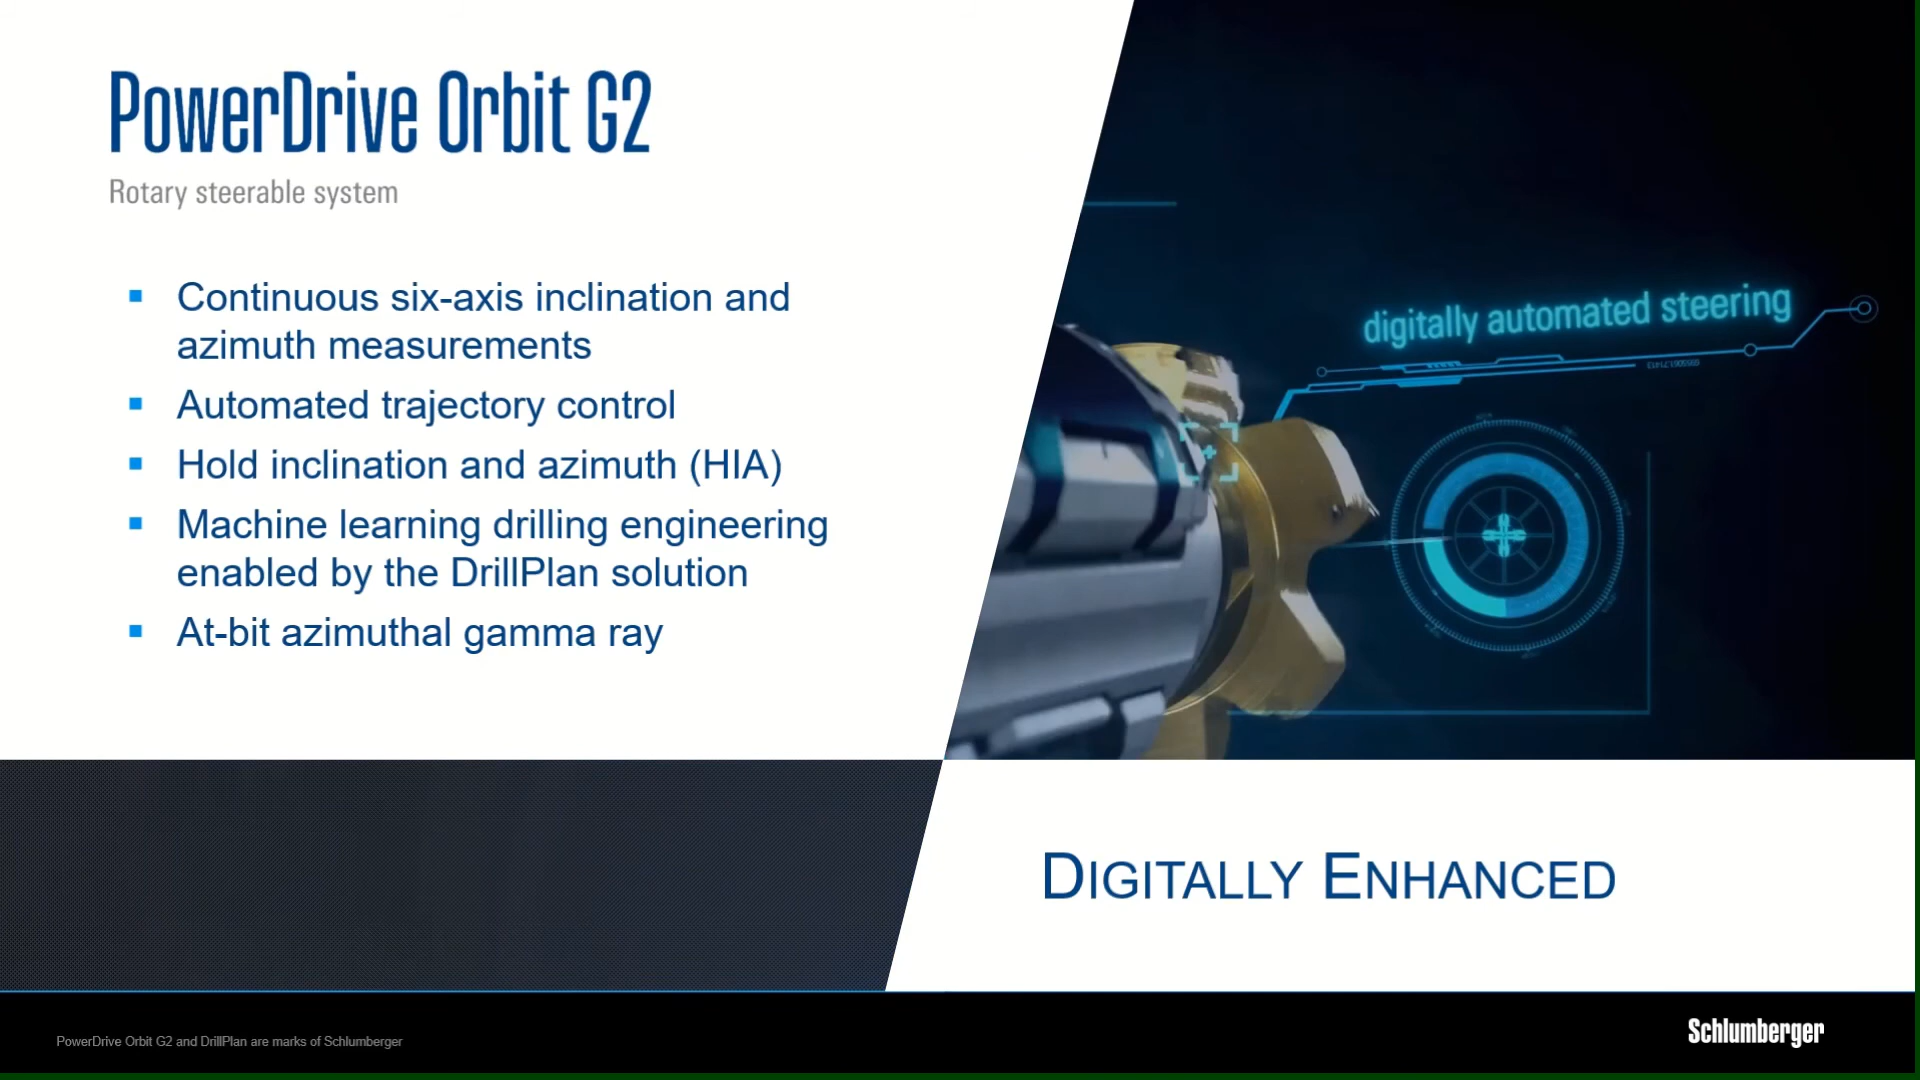 PowerDrive Orbit G2
Rotary steerable system
Continuous six-axis inclination and
azimuth measurements
Automated trajectory control
Hold inclination and azimuth (HIA)
Machine learning drilling engineering
enabled by the DrillPlan solution
At-bit azimuthal gamma ray
digitally automated steering
DIGITALLY ENHANCED
PowerDrive Orbit G2 and DrillPlan are marks of Schlumberger
Schlumberger